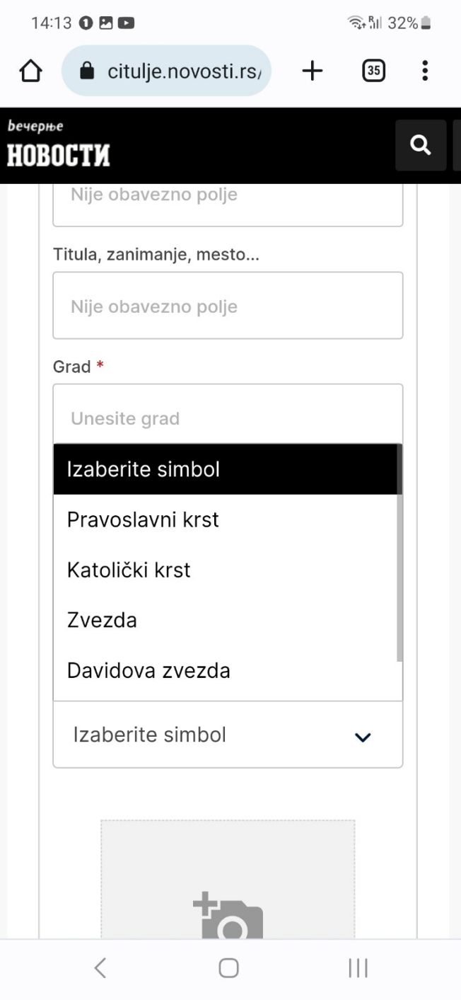 14:13
32%
citulje.novosti.rs/
35
вечерње
НОВОСТИ
Nije obavezno polje
Titula, zanimanje, mesto...
Nije obavezno polje
Grad *
Unesite grad
Izaberite simbol
Pravoslavni krst
Katolički krst
Zvezda
Davidova zvezda
Izaberite simbol